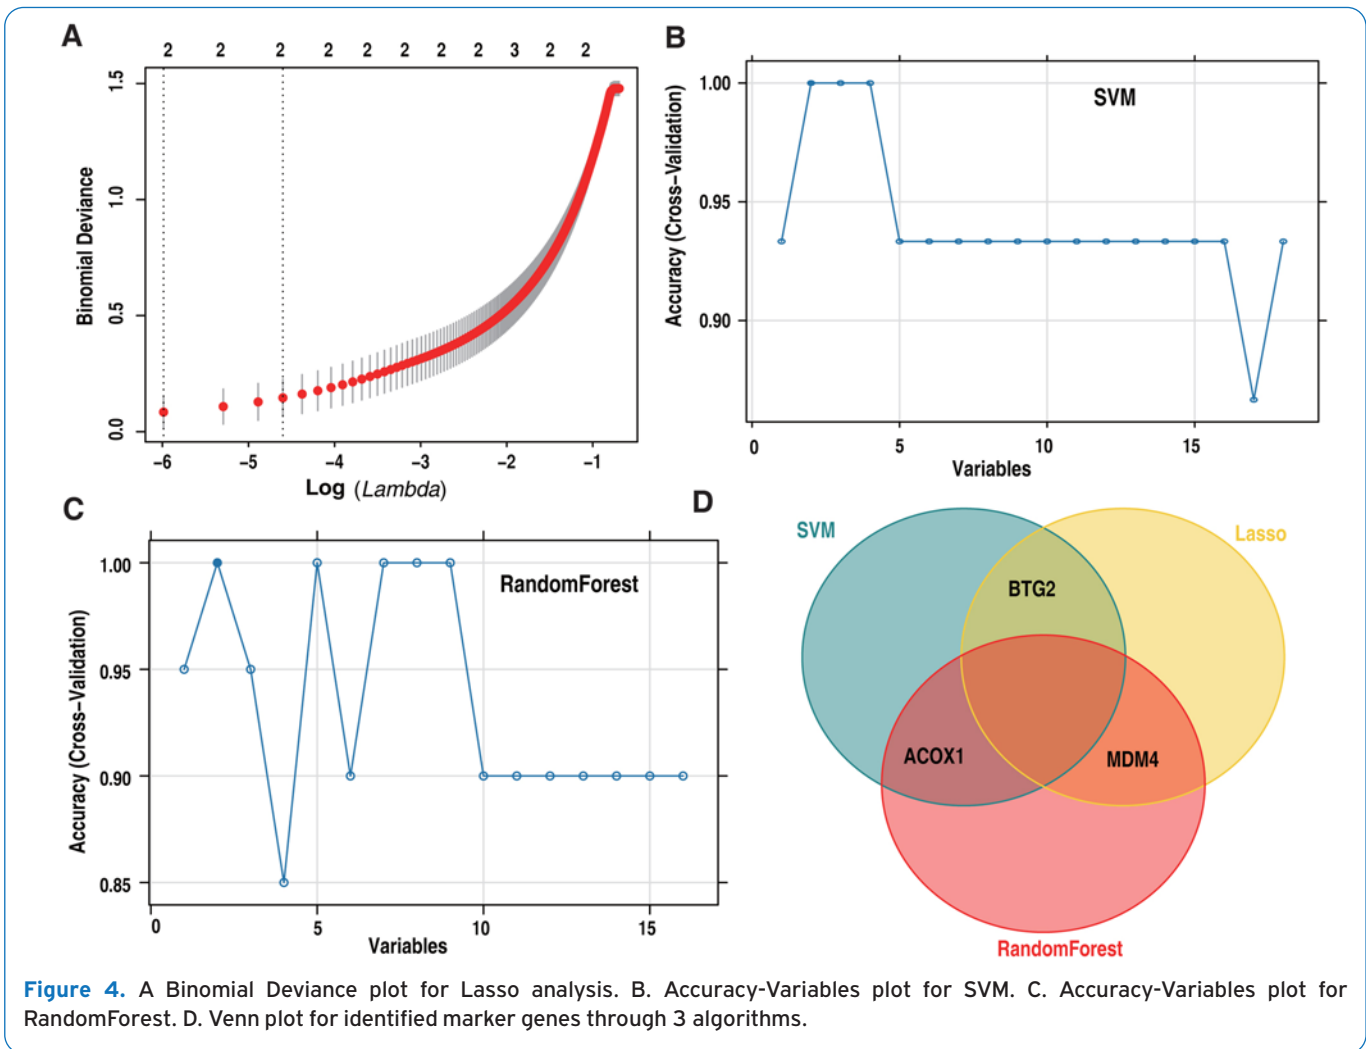 A
2 2 2 2 2 2 2 2 3 2 2
1.5
1.0
0.5
0.0
Binomial Deviance
-6 -5 -4 -3 -2 -1
Log (Lambda)
B
SVM
1.00
0.95
0.90
Accuracy (Cross-Validation)
0 5 10 15
Variables
C
RandomForest
1.00
0.95
0.90
0.85
Accuracy (Cross-Validation)
0 5 10 15
Variables
D
SVM
Lasso
BTG2
ACOX1
MDM4
RandomForest
Figure 4. A Binomial Deviance plot for Lasso analysis. B. Accuracy-Variables plot for SVM. C. Accuracy-Variables plot for
RandomForest. D. Venn plot for identified marker genes through 3 algorithms.